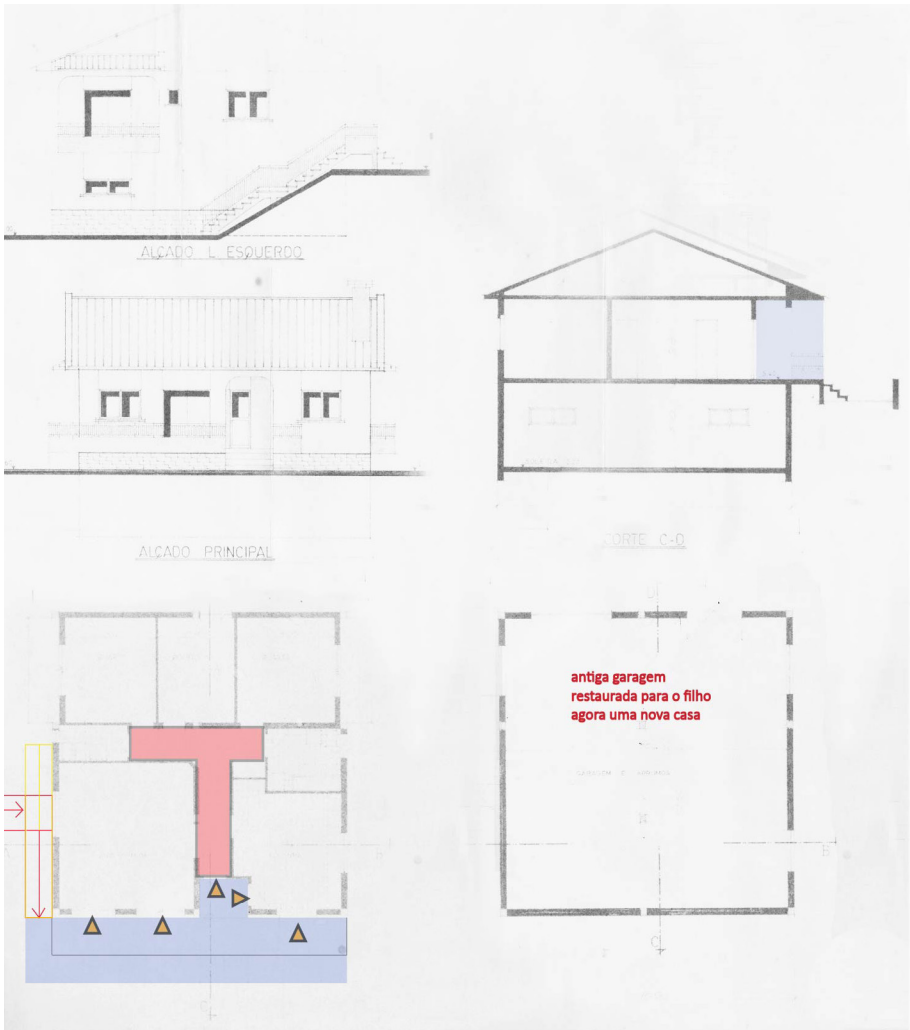 ALÇADO L ESQUERDO
ALÇADO PRINCIPAL
CORTE C-D
antiga garagem
restaurada para o filho
agora uma nova casa
B
C
C